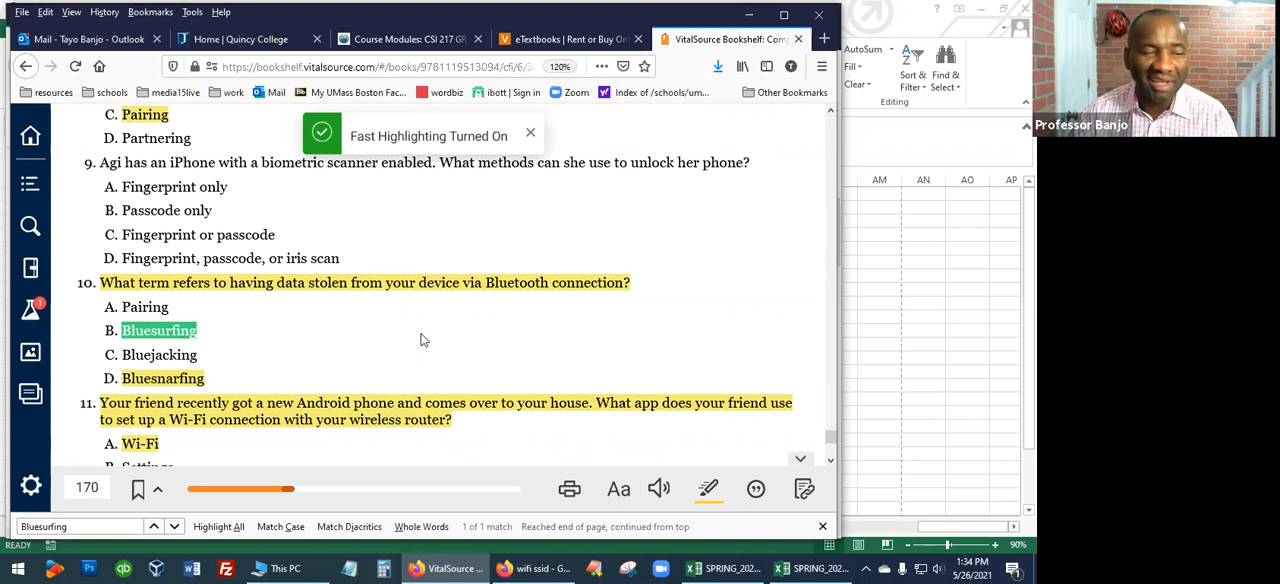 File Edit View History Bookmarks Tools Help
Mail - Tayo Banjo - Outlook
Home | Quincy College
Course Modules: CSI 217 GR
eTextbooks | Rent or Buy On
VitalSource Bookshelf: Comp
https://bookshelf.vitalsource.com/#/books/9781119513094/cfi/6/3
120%
resources schools media15live work Mail My UMass Boston Fac... wordbiz ibott | Sign in Zoom Index of /schools/um... Other Bookmarks
C. Pairing
Fast Highlighting Turned On
D. Partnering
9. Agi has an iPhone with a biometric scanner enabled. What methods can she use to unlock her phone?
A. Fingerprint only
B. Passcode only
C. Fingerprint or passcode
D. Fingerprint, passcode, or iris scan
10. What term refers to having data stolen from your device via Bluetooth connection?
A. Pairing
B. Bluesurfing
C. Bluejacking
D. Bluesnarfing
11. Your friend recently got a new Android phone and comes over to your house. What app does your friend use
to set up a Wi-Fi connection with your wireless router?
A. Wi-Fi
B. Settings
170
Aa
Bluesurfing
Highlight All Match Case Match Diacritics Whole Words 1 of 1 match Reached end of page, continued from top
AutoSum
Fill
Clear
Sort & Filter
Find & Select
Editing
AM AN AO AP
Professor Banjo
READY
90%
This PC
VitalSource ...
wifi ssid - G...
SPRING_202...
SPRING_202...
1:34 PM
5/26/2021
1